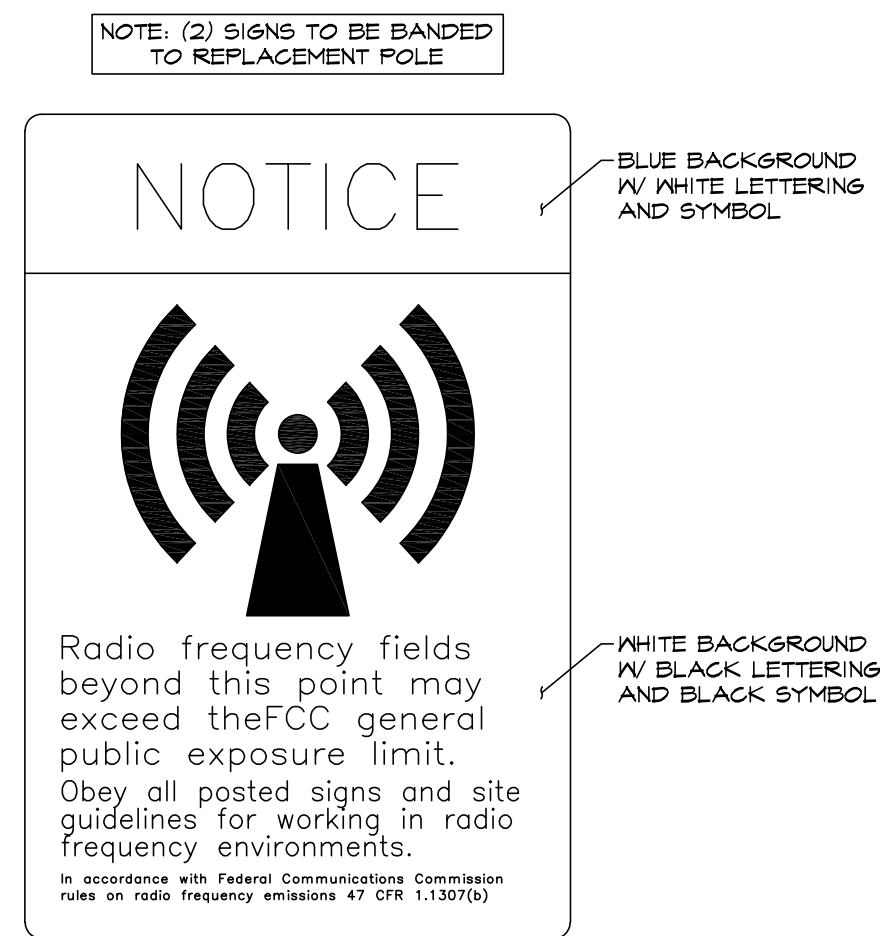 NOTE: (2) SIGNS TO BE BANDED
TO REPLACEMENT POLE
NOTICE
BLUE BACKGROUND
W/ WHITE LETTERING
AND SYMBOL
WHITE BACKGROUND
W/ BLACK LETTERING
AND BLACK SYMBOL
Radio frequency fields
beyond this point may
exceed theFCC general
public exposure limit.
Obey all posted signs and site
guidelines for working in radio
frequency environments.
In accordance with Federal Communications Commission
rules on radio frequency emissions 47 CFR 1.1307(b)